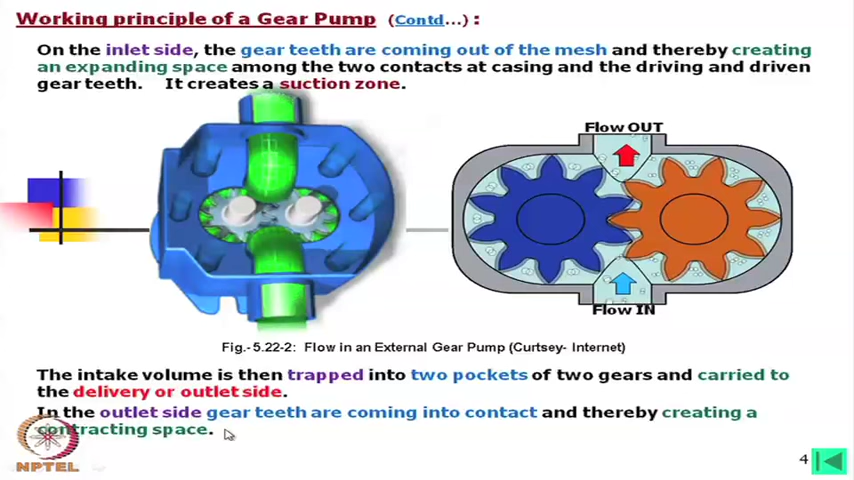 Working principle of a Gear Pump (Contd...) :
On the inlet side, the gear teeth are coming out of the mesh and thereby creating
an expanding space among the two contacts at casing and the driving and driven
gear teeth. It creates a suction zone.
Flow OUT
Flow IN
Fig.- 5.22-2: Flow in an External Gear Pump (Curtsey- Internet)
The intake volume is then trapped into two pockets of two gears and carried to
the delivery or outlet side.
In the outlet side gear teeth are coming into contact and thereby creating a
contracting space.
NPTEL
4